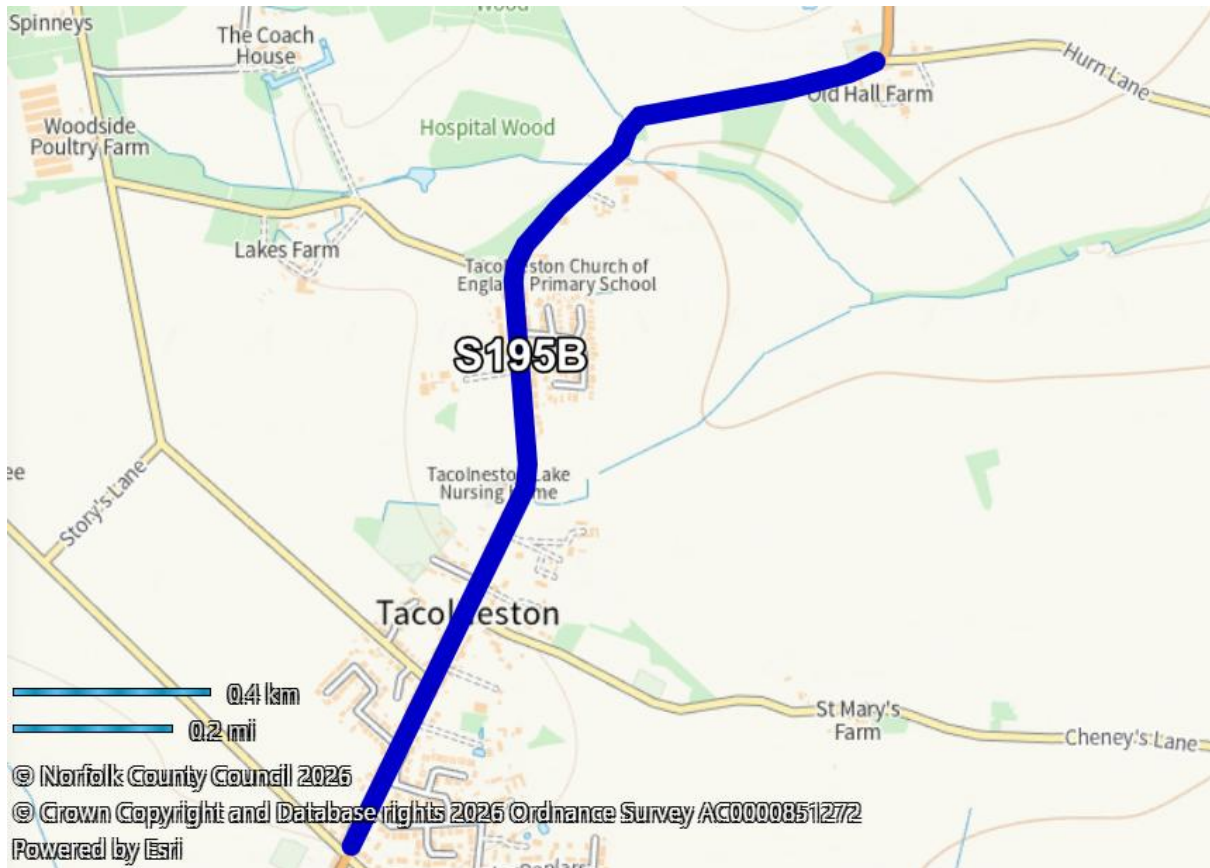 Wood
Spinneys
The Coach
House
Hurn Lane
Old Hall Farm
Woodside
Poultry Farm
Hospital Wood
Lakes Farm
Tacolneston Church of
England Primary School
S195B
Tacolneston Lake
Nursing Home
ee
Story's Lane
Tacolneston
0.4 km
0.2 mi
St Mary's
Farm
Cheney's Lane
© Norfolk County Council 2026
© Crown Copyright and Database rights 2026 Ordnance Survey AC0000851272
Powered by Esri